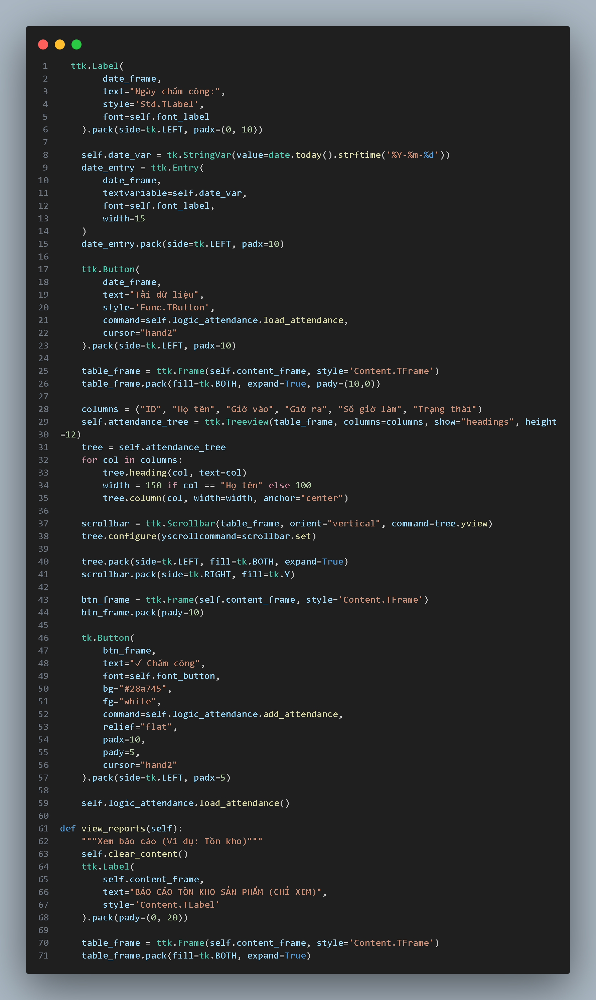 1    ttk.Label(
2          date_frame,
3          text="Ngày chấm công:",
4          style='Std.TLabel',
5          font=self.font_label
6      ).pack(side=tk.LEFT, padx=(0, 10))
7
8      self.date_var = tk.StringVar(value=date.today().strftime('%Y-%m-%d'))
9      date_entry = ttk.Entry(
10          date_frame,
11          textvariable=self.date_var,
12          font=self.font_label,
13          width=15
14      )
15      date_entry.pack(side=tk.LEFT, padx=10)
16
17      ttk.Button(
18          date_frame,
19          text="Tải dữ liệu",
20          style='Func.TButton',
21          command=self.logic_attendance.load_attendance,
22          cursor="hand2"
23      ).pack(side=tk.LEFT, padx=10)
24
25      table_frame = ttk.Frame(self.content_frame, style='Content.TFrame')
26      table_frame.pack(fill=tk.BOTH, expand=True, pady=(10,0))
27
28      columns = ("ID", "Họ tên", "Giờ vào", "Giờ ra", "Số giờ làm", "Trạng thái")
29      self.attendance_tree = ttk.Treeview(table_frame, columns=columns, show="headings", height
30  =12)
31      tree = self.attendance_tree
32      for col in columns:
33          tree.heading(col, text=col)
34          width = 150 if col == "Họ tên" else 100
35          tree.column(col, width=width, anchor="center")
36
37      scrollbar = ttk.Scrollbar(table_frame, orient="vertical", command=tree.yview)
38      tree.configure(yscrollcommand=scrollbar.set)
39
40      tree.pack(side=tk.LEFT, fill=tk.BOTH, expand=True)
41      scrollbar.pack(side=tk.RIGHT, fill=tk.Y)
42
43      btn_frame = ttk.Frame(self.content_frame, style='Content.TFrame')
44      btn_frame.pack(pady=10)
45
46      tk.Button(
47          btn_frame,
48          text="✓ Chấm công",
49          font=self.font_button,
50          bg="#28a745",
51          fg="white",
52          command=self.logic_attendance.add_attendance,
53          relief="flat",
54          padx=10,
55          pady=5,
56          cursor="hand2"
57      ).pack(side=tk.LEFT, padx=5)
58
59      self.logic_attendance.load_attendance()
60
61  def view_reports(self):
62      """Xem báo cáo (Ví dụ: Tồn kho)"""
63      self.clear_content()
64      ttk.Label(
65          self.content_frame,
66          text="BÁO CÁO TỒN KHO SẢN PHẨM (CHỈ XEM)",
67          style='Content.TLabel'
68      ).pack(pady=(0, 20))
69
70      table_frame = ttk.Frame(self.content_frame, style='Content.TFrame')
71      table_frame.pack(fill=tk.BOTH, expand=True)